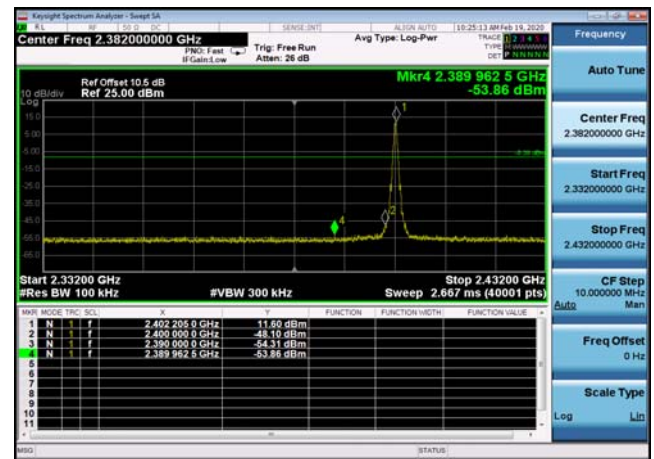 Keysight Spectrum Analyzer - Swept SA
RL RF 50 Ω DC SENSE:INT ALIGN AUTO 10:25:13 AM Feb 19, 2020
Center Freq 2.382000000 GHz
PNO: Fast Trig: Free Run
IFGain:Low Atten: 26 dB
Avg Type: Log-Pwr
TRACE 1 2 3 4 5 6
TYPE
DET P N N N N N
Ref Offset 10.5 dB
10 dB/div Ref 25.00 dBm
Log
Mkr4 2.389 962 5 GHz
-53.86 dBm
15.0
5.00
-5.00
-15.0
-25.0
-35.0
-45.0
-55.0
-65.0
1
2
4
Start 2.33200 GHz Stop 2.43200 GHz
#Res BW 100 kHz #VBW 300 kHz Sweep 2.667 ms (40001 pts)
MKR MODE TRC SCL X Y FUNCTION FUNCTION WIDTH FUNCTION VALUE
1 N 1 f 2.402 205 0 GHz 11.60 dBm
2 N 1 f 2.400 000 0 GHz -48.10 dBm
3 N 1 f 2.390 000 0 GHz -54.31 dBm
4 N 1 f 2.389 962 5 GHz -53.86 dBm
5
6
7
8
9
10
11
MSG STATUS
Frequency
Auto Tune
Center Freq
2.382000000 GHz
Start Freq
2.332000000 GHz
Stop Freq
2.432000000 GHz
CF Step
10.000000 MHz
Auto Man
Freq Offset
0 Hz
Scale Type
Log Lin